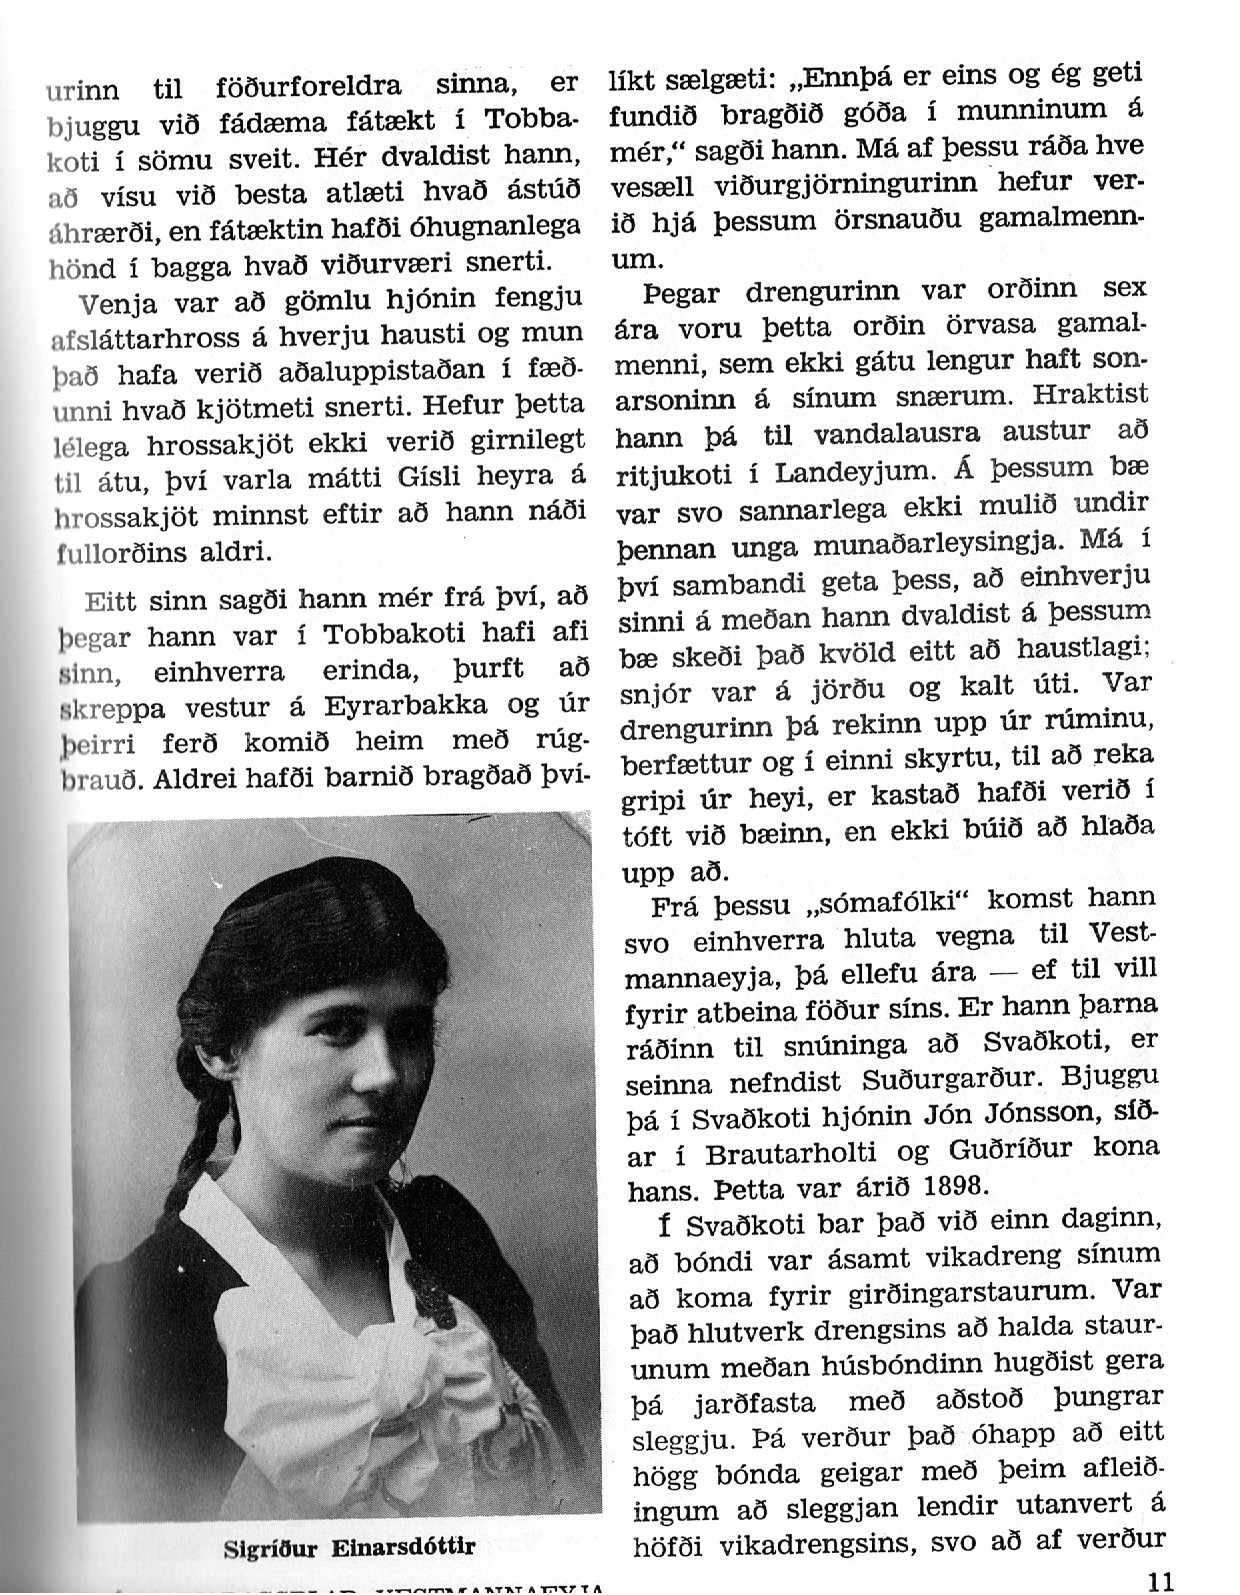 urinn til föðurforeldra sinna, er
bjuggu við fádæma fátækt í Tobba-
koti í sömu sveit. Hér dvaldist hann,
að vísu við besta atlæti hvað ástúð
áhrærði, en fátæktin hafði óhugnanlega
hönd í bagga hvað viðurværi snerti.
Venja var að gömlu hjónin fengju
afsláttarhross á hverju hausti og mun
það hafa verið aðaluppistaðan í fæð-
unni hvað kjötmeti snerti. Hefur þetta
lélega hrossakjöt ekki verið girnilegt
til átu, því varla mátti Gísli heyra á
hrossakjöt minnst eftir að hann náði
fullorðins aldri.
Eitt sinn sagði hann mér frá því, að
þegar hann var í Tobbakoti hafi afi
sinn, einhverra erinda, þurft að
skreppa vestur á Eyrarbakka og úr
þeirri ferð komið heim með rúg-
brauð. Aldrei hafði barnið bragðað því-
Sigríður Einarsdóttir
líkt sælgæti: „Ennþá er eins og ég geti
fundið bragðið góða í munninum á
mér,“ sagði hann. Má af þessu ráða hve
vesæll viðurgjörningurinn hefur ver-
ið hjá þessum örsnauðu gamalmenn-
um.
Þegar drengurinn var orðinn sex
ára voru þetta orðin örvasa gamal-
menni, sem ekki gátu lengur haft son-
arsoninn á sínum snærum. Hraktist
hann þá til vandalausra austur að
ritjukoti í Landeyjum. Á þessum bæ
var svo sannarlega ekki mulið undir
þennan unga munaðarleysingja. Má í
því sambandi geta þess, að einhverju
sinni á meðan hann dvaldist á þessum
bæ skeði það kvöld eitt að haustlagi;
snjór var á jörðu og kalt úti. Var
drengurinn þá rekinn upp úr rúminu,
berfættur og í einni skyrtu, til að reka
gripi úr heyi, er kastað hafði verið í
tóft við bæinn, en ekki búið að hlaða
upp að.
Frá þessu „sómafólki“ komst hann
svo einhverra hluta vegna til Vest-
mannaeyja, þá ellefu ára — ef til vill
fyrir atbeina föður síns. Er hann þarna
ráðinn til snúninga að Svaðkoti, er
seinna nefndist Suðurgarður. Bjuggu
þá í Svaðkoti hjónin Jón Jónsson, síð-
ar í Brautarholti og Guðríður kona
hans. Þetta var árið 1898.
Í Svaðkoti bar það við einn daginn,
að bóndi var ásamt vikadreng sínum
að koma fyrir girðingarstaurum. Var
það hlutverk drengsins að halda staur-
unum meðan húsbóndinn hugðist gera
þá jarðfasta með aðstoð þungrar
sleggju. Þá verður það óhapp að eitt
högg bónda geigar með þeim afleið-
ingum að sleggjan lendir utanvert á
höfði vikadrengsins, svo að af verður
VESTMANNAEYJA
11